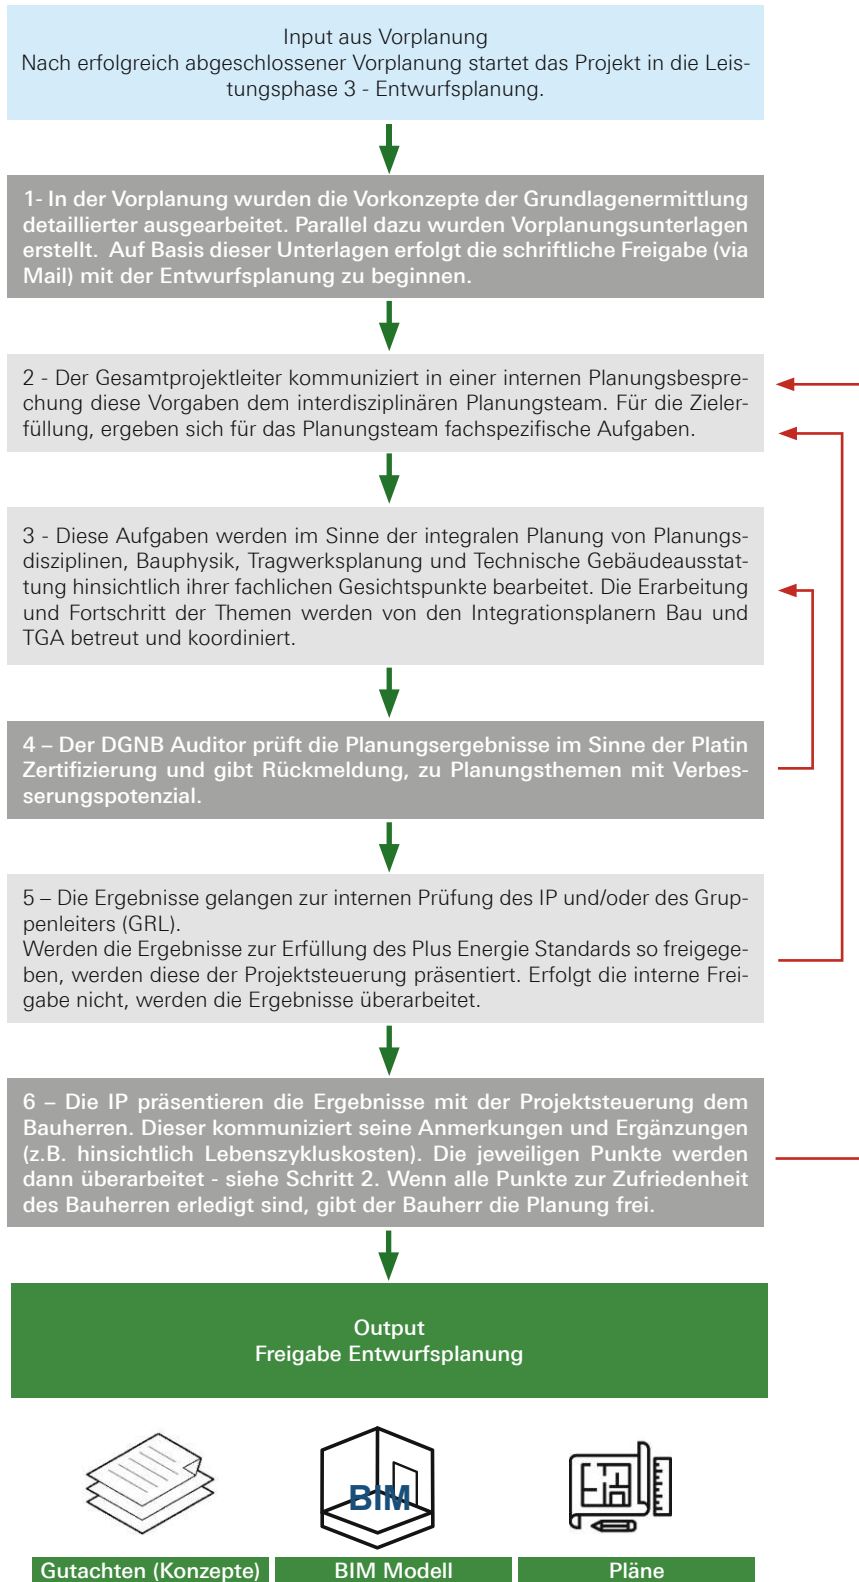 Input aus Vorplanung
Nach erfolgreich abgeschlossener Vorplanung startet das Projekt in die Leis-
tungsphase 3 - Entwurfsplanung.
1- In der Vorplanung wurden die Vorkonzepte der Grundlagenermittlung
detaillierter ausgearbeitet. Parallel dazu wurden Vorplanungsunterlagen
erstellt. Auf Basis dieser Unterlagen erfolgt die schriftliche Freigabe (via
Mail) mit der Entwurfsplanung zu beginnen.
2 - Der Gesamtprojektleiter kommuniziert in einer internen Planungsbespre-
chung diese Vorgaben dem interdisziplinären Planungsteam. Für die Zieler-
füllung, ergeben sich für das Planungsteam fachspezifische Aufgaben.
3 - Diese Aufgaben werden im Sinne der integralen Planung von Planungs-
disziplinen, Bauphysik, Tragwerksplanung und Technische Gebäudeausstat-
tung hinsichtlich ihrer fachlichen Gesichtspunkte bearbeitet. Die Erarbeitung
und Fortschritt der Themen werden von den Integrationsplanern Bau und
TGA betreut und koordiniert.
4 – Der DGNB Auditor prüft die Planungsergebnisse im Sinne der Platin
Zertifizierung und gibt Rückmeldung, zu Planungsthemen mit Verbes-
serungspotenzial.
5 – Die Ergebnisse gelangen zur internen Prüfung des IP und/oder des Grup-
penleiters (GRL).
Werden die Ergebnisse zur Erfüllung des Plus Energie Standards so freigege-
ben, werden diese der Projektsteuerung präsentiert. Erfolgt die interne Frei-
gabe nicht, werden die Ergebnisse überarbeitet.
6 – Die IP präsentieren die Ergebnisse mit der Projektsteuerung dem
Bauherren. Dieser kommuniziert seine Anmerkungen und Ergänzungen
(z.B. hinsichtlich Lebenszykluskosten). Die jeweiligen Punkte werden
dann überarbeitet - siehe Schritt 2. Wenn alle Punkte zur Zufriedenheit
des Bauherren erledigt sind, gibt der Bauherr die Planung frei.
Output
Freigabe Entwurfsplanung
BIM
Gutachten (Konzepte)
BIM Modell
Pläne